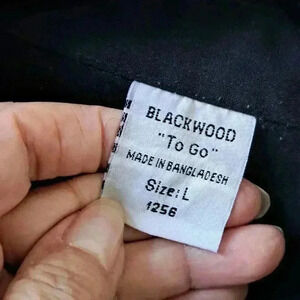 BLACKWOOD
"To Go"
MADE IN BANGLADESH
Size: L
1256